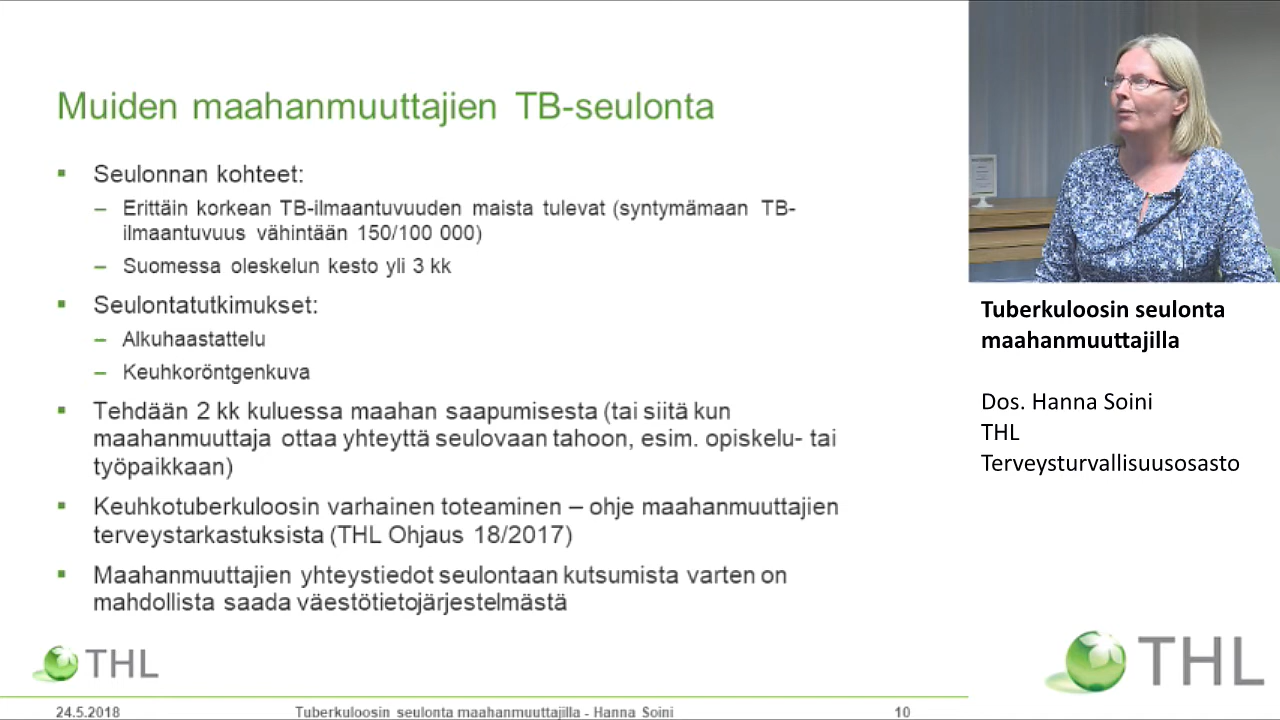 Muiden maahanmuuttajien TB-seulonta
▪ Seulonnan kohteet:
– Erittäin korkean TB-ilmaantuvuuden maista tulevat (syntymämaan TB-
ilmaantuvuus vähintään 150/100 000)
– Suomessa oleskelun kesto yli 3 kk
▪ Seulontatutkimukset:
– Alkuhaastattelu
– Keuhkoröntgenkuva
▪ Tehdään 2 kk kuluessa maahan saapumisesta (tai siitä kun
maahanmuuttaja ottaa yhteyttä seulovaan tahoon, esim. opiskelu- tai
työpaikkaan)
▪ Keuhkotuberkuloosin varhainen toteaminen – ohje maahanmuuttajien
terveystarkastuksista (THL Ohjaus 18/2017)
▪ Maahanmuuttajien yhteystiedot seulontaan kutsumista varten on
mahdollista saada väestötietojärjestelmästä
THL
24.5.2018 Tuberkuloosin seulonta maahanmuuttajilla - Hanna Soini 10
Tuberkuloosin seulonta
maahanmuuttajilla
Dos. Hanna Soini
THL
Terveysturvallisuusosasto
THL